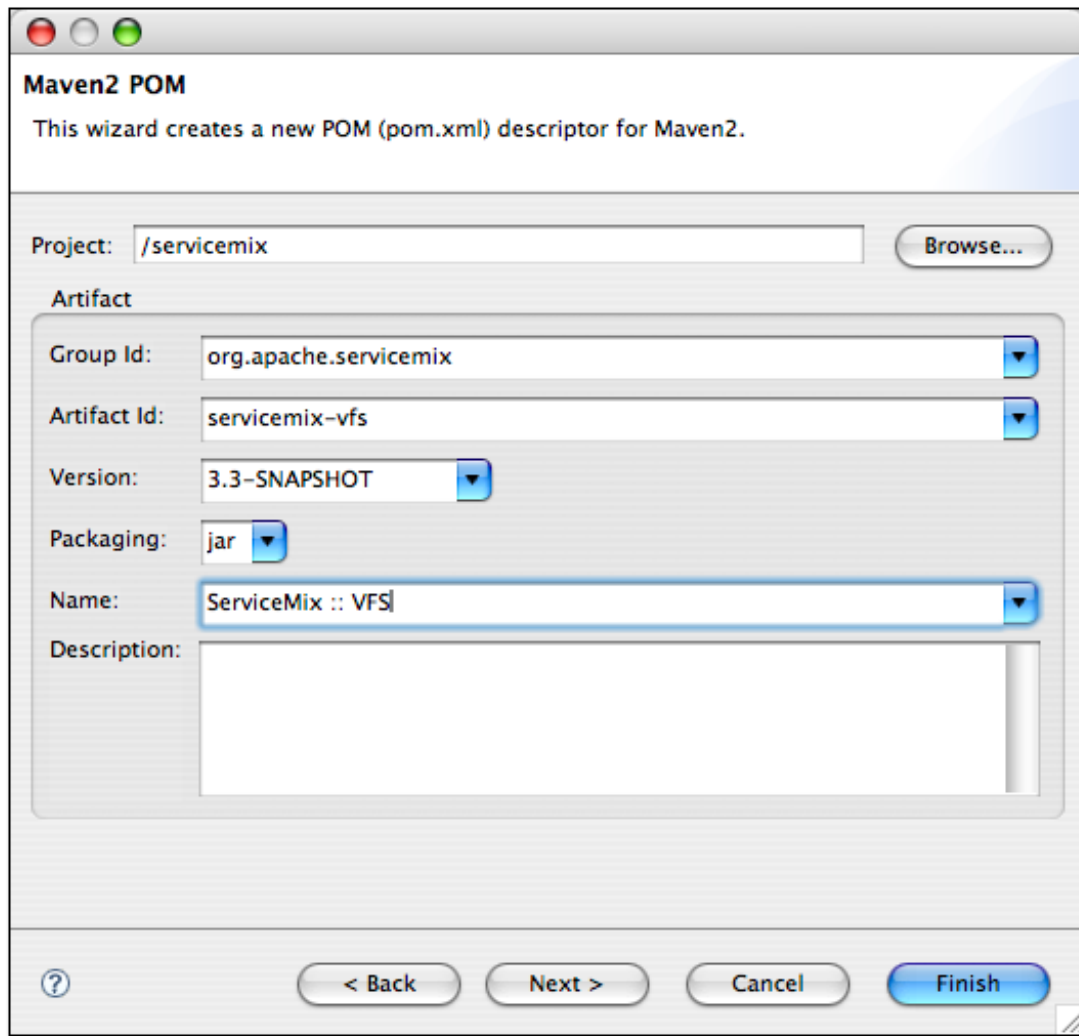 Maven2 POM
This wizard creates a new POM (pom.xml) descriptor for Maven2.
Project: /servicemix Browse...
Artifact
Group Id: org.apache.servicemix
Artifact Id: servicemix-vfs
Version: 3.3-SNAPSHOT
Packaging: jar
Name: ServiceMix :: VFS
Description:
? < Back Next > Cancel Finish